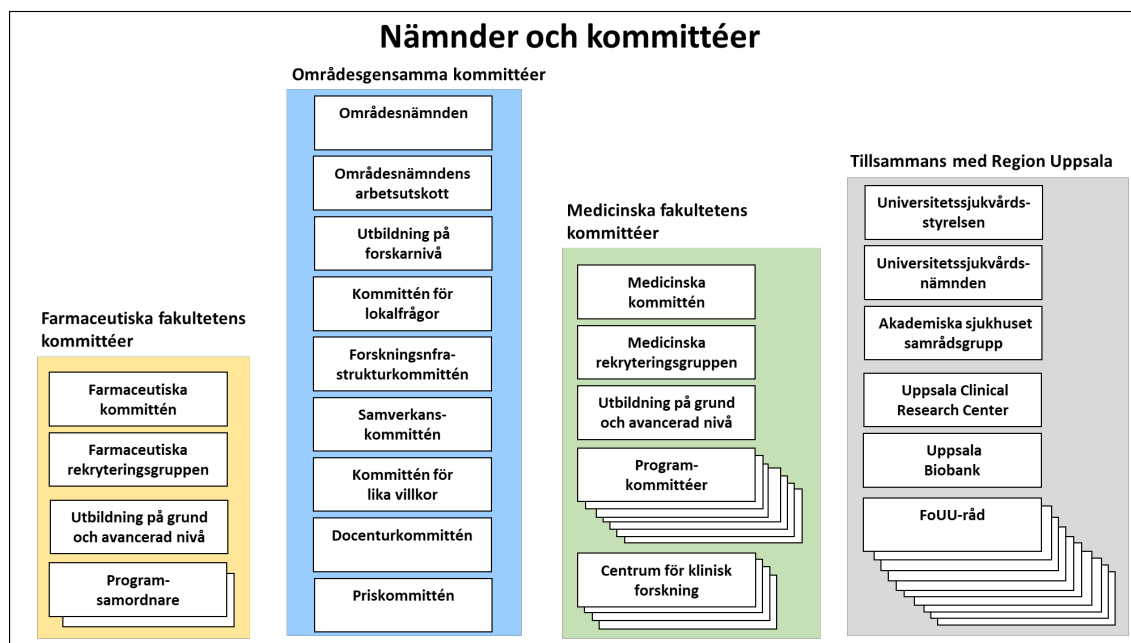 Nämnder och kommittéer
Områdesgensamma kommittéer
Områdesnämnden
Områdesnämndens
arbetsutskott
Utbildning på
forskarnivå
Kommittén för
lokalfrågor
Forskningsnfra-
strukturkommittén
Samverkans-
kommittén
Kommittén för
lika villkor
Docenturkommittén
Priskommittén
Farmaceutiska fakultetens
kommittéer
Farmaceutiska
kommittén
Farmaceutiska
rekryteringsgruppen
Utbildning på grund
och avancerad nivå
Program-
samordnare
Medicinska fakultetens
kommittéer
Medicinska
kommittén
Medicinska
rekryteringsgruppen
Utbildning på grund
och avancerad nivå
Program-
kommittéer
Centrum för klinisk
forskning
Tillsammans med Region Uppsala
Universitetssjukvårds-
styrelsen
Universitetssjukvårds-
nämnden
Akademiska sjukhuset
samrådsgrupp
Uppsala Clinical
Research Center
Uppsala
Biobank
FoUU-råd